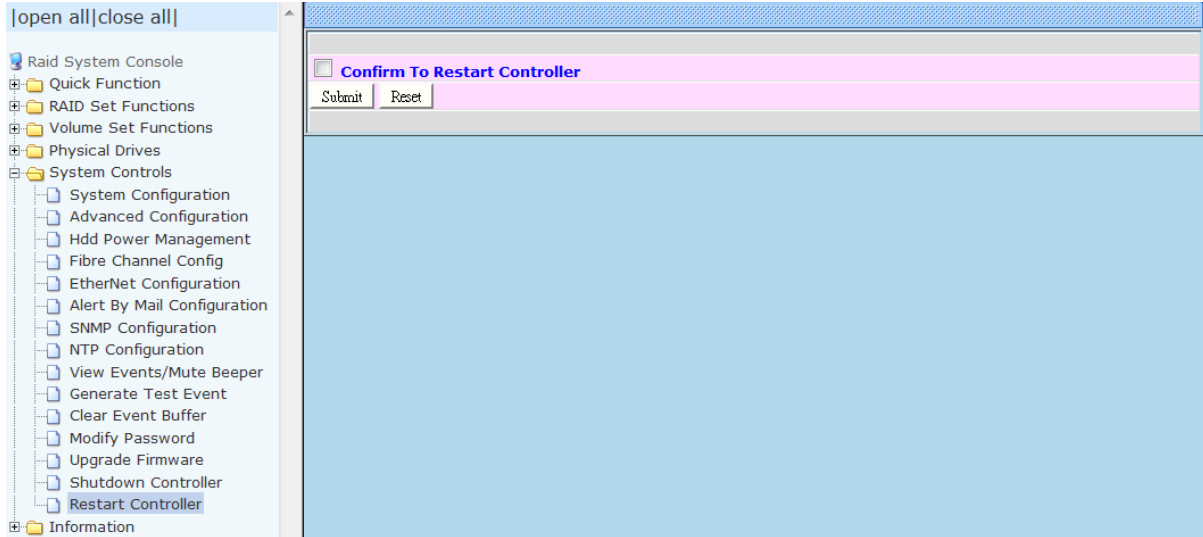 |open all|close all|
Raid System Console
Quick Function
RAID Set Functions
Volume Set Functions
Physical Drives
System Controls
System Configuration
Advanced Configuration
Hdd Power Management
Fibre Channel Config
EtherNet Configuration
Alert By Mail Configuration
SNMP Configuration
NTP Configuration
View Events/Mute Beeper
Generate Test Event
Clear Event Buffer
Modify Password
Upgrade Firmware
Shutdown Controller
Restart Controller
Information
Confirm To Restart Controller
Submit Reset